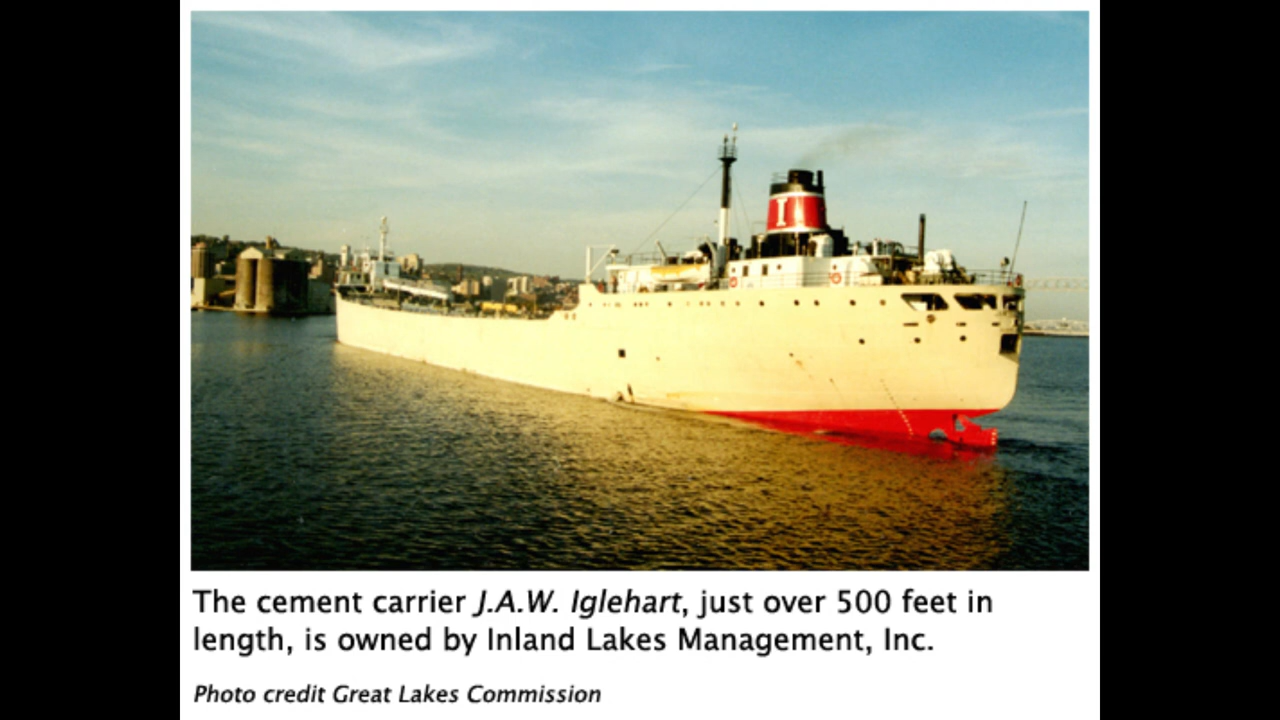 I
The cement carrier J.A.W. Iglehart, just over 500 feet in
length, is owned by Inland Lakes Management, Inc.
Photo credit Great Lakes Commission